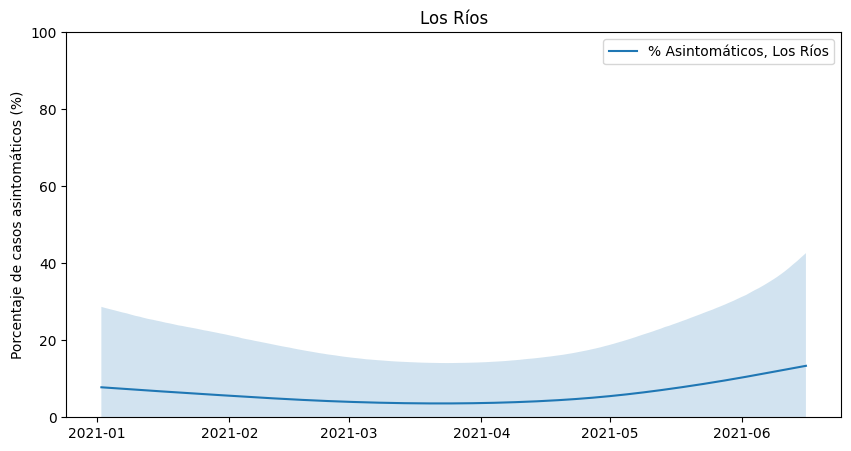 Los Ríos
% Asintomáticos, Los Ríos
Porcentaje de casos asintomáticos (%)
100
80
60
40
20
0
2021-01 2021-02 2021-03 2021-04 2021-05 2021-06